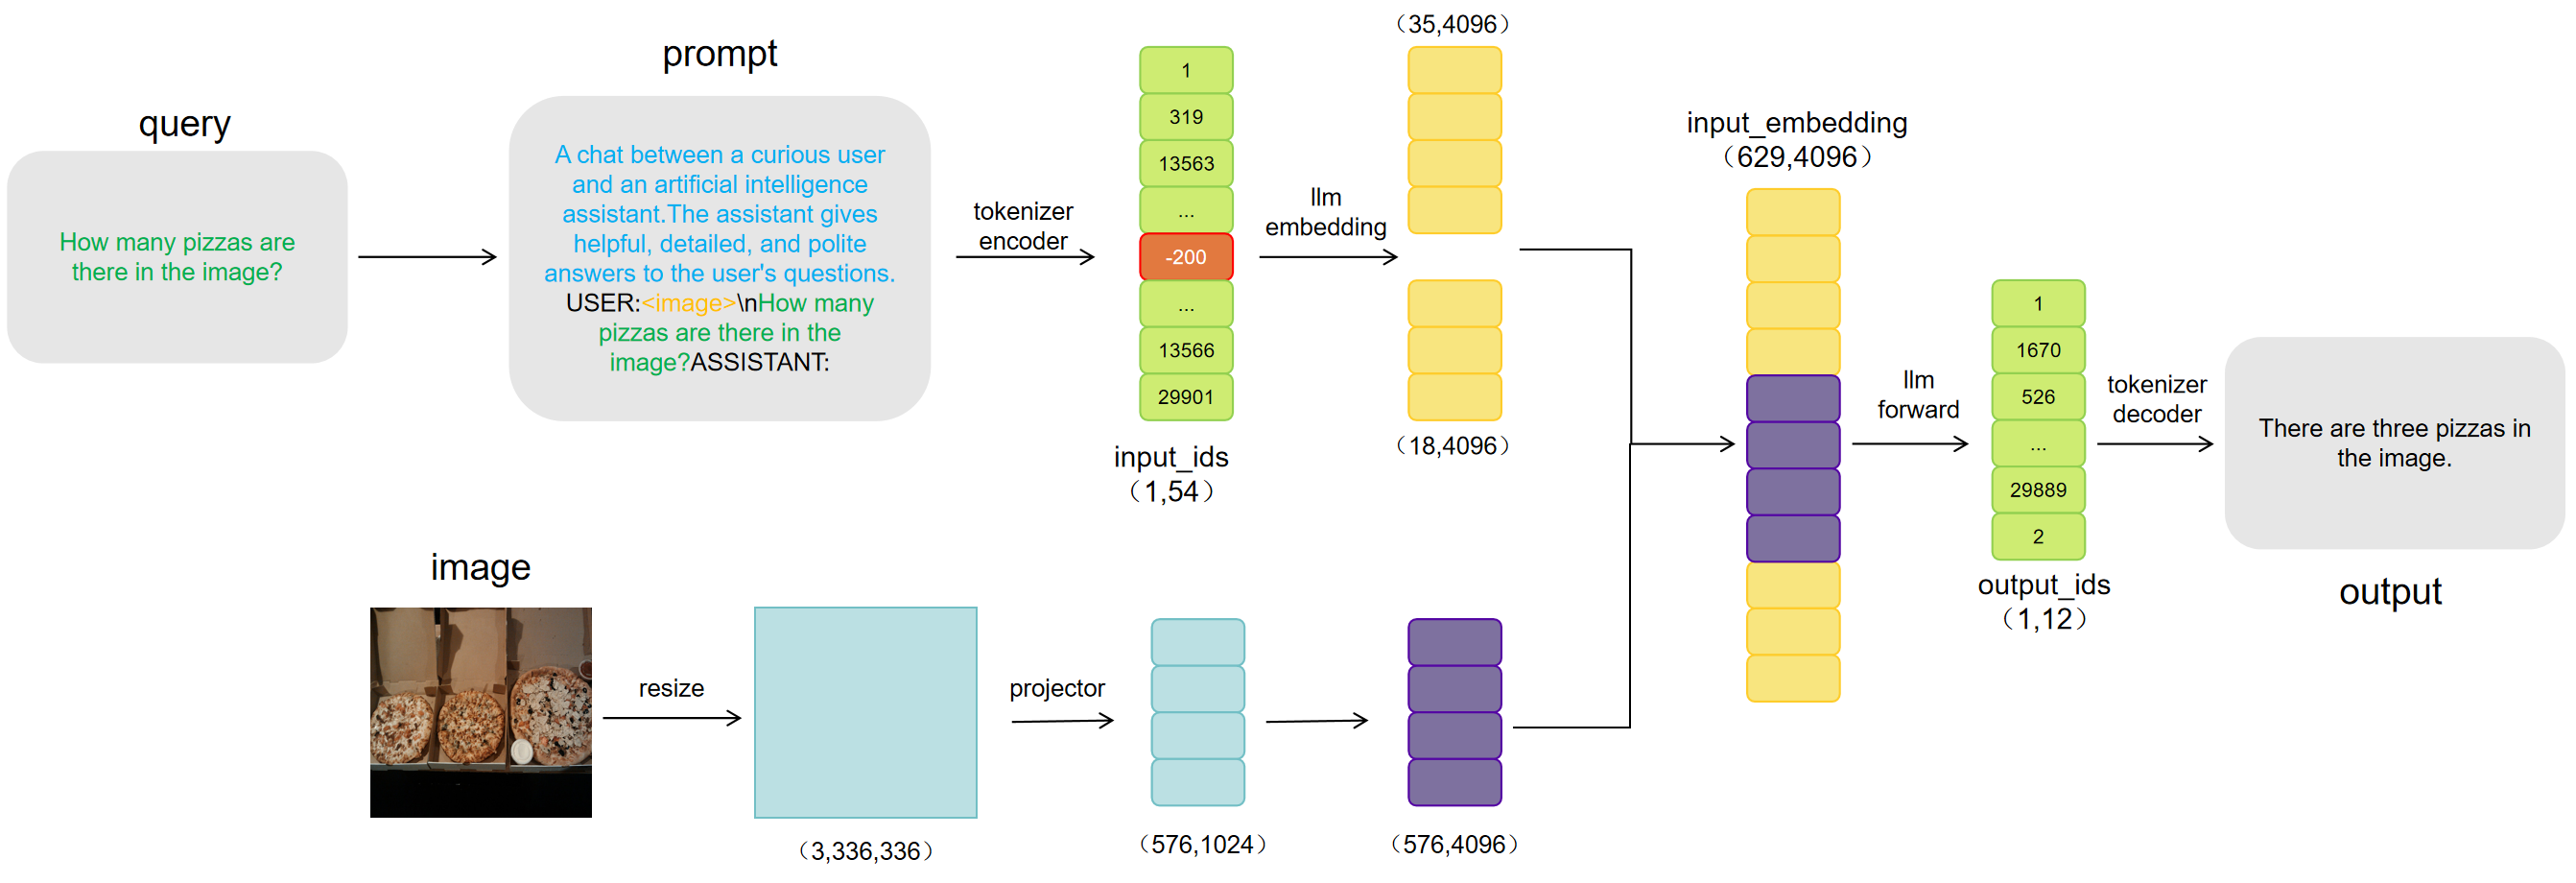 query
How many pizzas are
there in the image?
prompt
A chat between a curious user
and an artificial intelligence
assistant.The assistant gives
helpful, detailed, and polite
answers to the user's questions.
USER:<image>\nHow many
pizzas are there in the
image?ASSISTANT:
tokenizer
encoder
1
319
13563
...
-200
...
13566
29901
input_ids
（1,54）
llm
embedding
（35,4096）
（18,4096）
image
resize
（3,336,336）
projector
（576,1024）
（576,4096）
input_embedding
（629,4096）
llm
forward
1
1670
526
...
29889
2
output_ids
（1,12）
tokenizer
decoder
There are three pizzas in
the image.
output